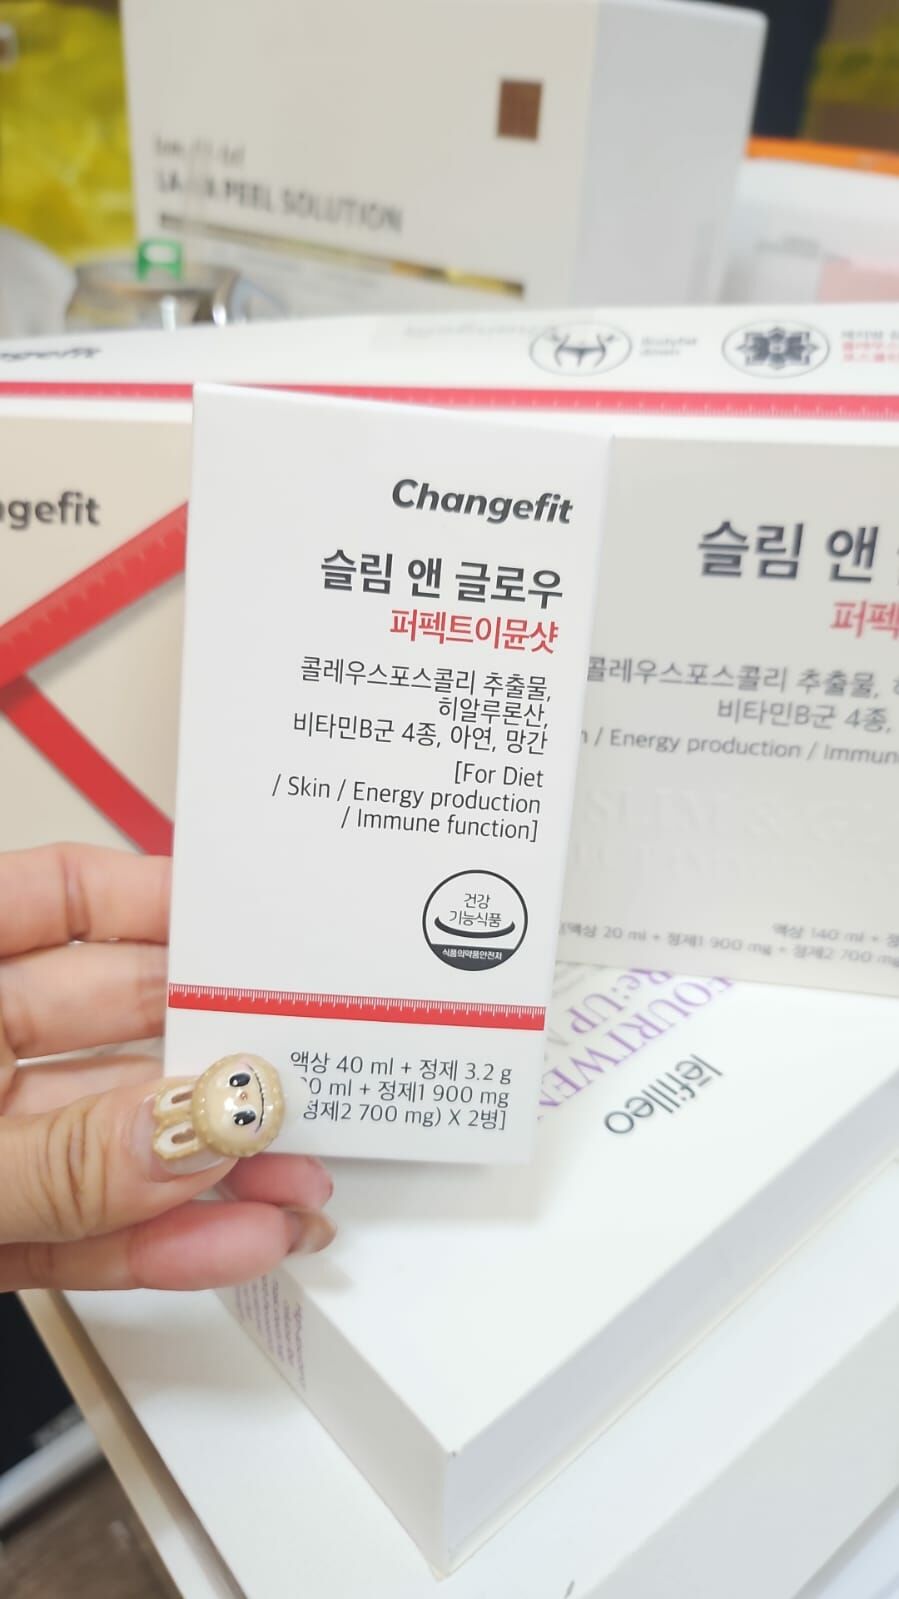 PEEL SOLUTION
Changefit
슬림 앤 글로우
퍼펙트이뮨샷
콜레우스포스콜리 추출물,
히알루론산,
비타민B군 4종, 아연, 망간
[For Diet
/ Skin / Energy production
/ Immune function]
건강
기능식품
식품의약품안전처
액상 40 ml + 정제 3.2 g
0 ml + 정제1 900 mg
정제2 700 mg) X 2병]
gefit
슬림 앤
퍼펙
콜레우스포스콜리 추출물,
비타민B군 4종,
/ Energy production / Immun
액상 20 ml + 정제1 900 mg + 정제2 700 mg
액상 140 ml +
FOURTWEN
Re:UP
léfilleo